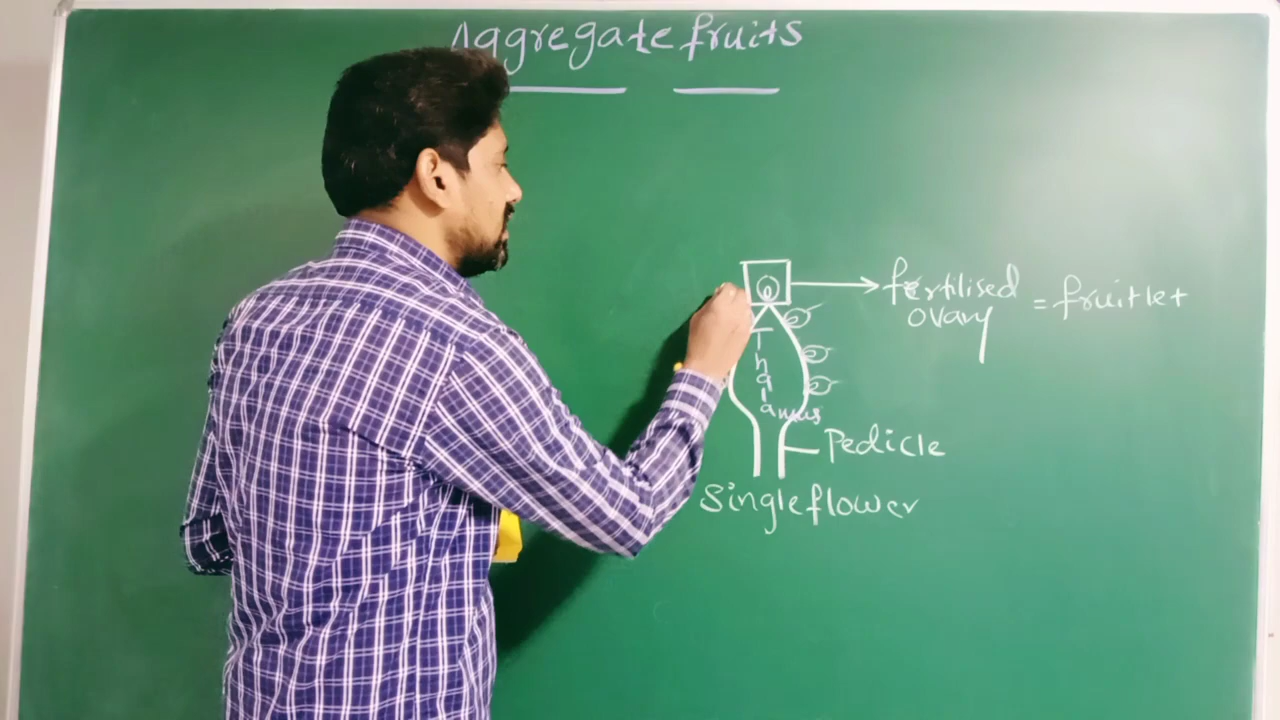 Aggregate fruits
fertilised
ovary
= fruitlet
Thalamus
Pedicle
Single flower